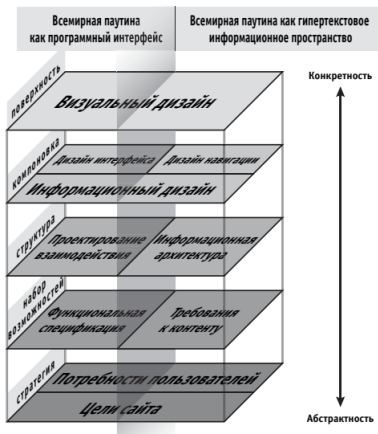 Всемирная паутина
как программный интерфейс
Всемирная паутина как гипертекстовое
информационное пространство
Конкретность
поверхность
Визуальный дизайн
компоновка
Дизайн интерфейса
Дизайн навигации
Информационный дизайн
структура
Проектирование
взаимодействия
Информационная
архитектура
набор
возможностей
Функциональная
спецификация
Требования
к контенту
стратегия
Потребности пользователей
Цели сайта
Абстрактность